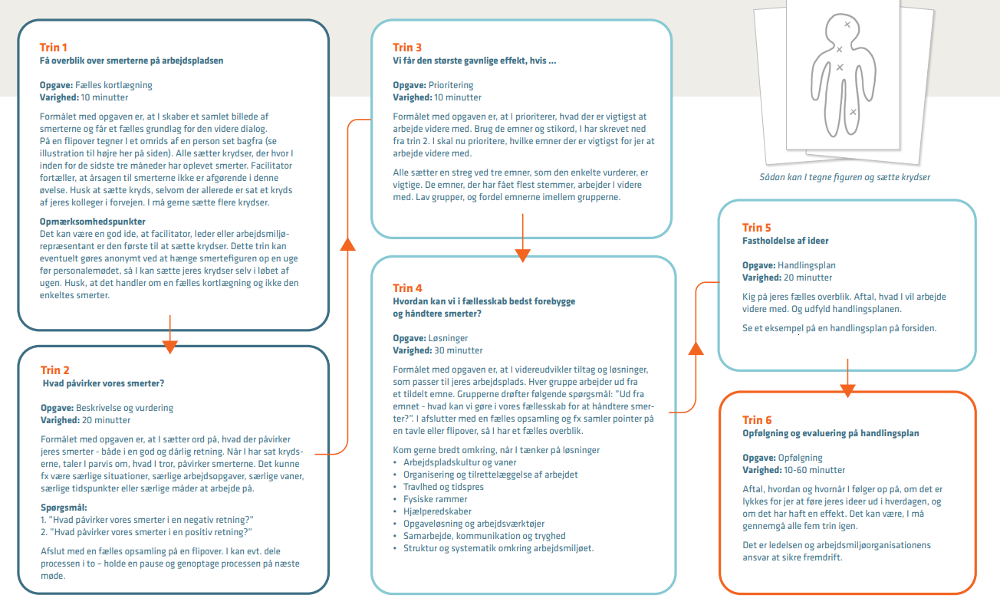 Trin 1
Få overblik over smerterne på arbejdspladsen
Opgave: Fælles kortlægning
Varighed: 10 minutter
Formålet med opgaven er, at I skaber et samlet billede af
smerterne og får et fælles grundlag for den videre dialog.
På en flipover tegner I et omrids af en person set bagfra (se
illustration til højre her på siden). Alle sætter krydser, der hvor I
inden for de sidste tre måneder har oplevet smerter. Facilitator
fortæller, at årsagen til smerterne ikke er afgørende i denne
øvelse. Husk at sætte kryds, selvom der allerede er sat et kryds
af jeres kolleger i forvejen. I må gerne sætte flere krydser.
Opmærksomhedspunkter
Det kan være en god ide, at facilitator, leder eller arbejdsmiljø-
repræsentant er den første til at sætte krydser. Dette trin kan
eventuelt gøres anonymt ved at hænge smertefiguren op en uge
før personalemødet, så I kan sætte jeres krydser selv i løbet af
ugen. Husk, at det handler om en fælles kortlægning og ikke den
enkeltes smerter.
Trin 2
Hvad påvirker vores smerter?
Opgave: Beskrivelse og vurdering
Varighed: 20 minutter
Formålet med opgaven er, at I sætter ord på, hvad der påvirker
jeres smerter - både i en god og dårlig retning. Når I har sat kryds-
erne, taler I parvis om, hvad I tror, påvirker smerterne. Det kunne
fx være særlige situationer, særlige arbejdsopgaver, særlige vaner,
særlige tidspunkter eller særlige måder at arbejde på.
Spørgsmål:
1. "Hvad påvirker vores smerter i en negativ retning?"
2. "Hvad påvirker vores smerter i en positiv retning?"
Afslut med en fælles opsamling på en flipover. I kan evt. dele
processen i to – holde en pause og genoptage processen på næste
møde.
Trin 3
Vi får den største gavnlige effekt, hvis ...
Opgave: Prioritering
Varighed: 10 minutter
Formålet med opgaven er, at I prioriterer, hvad der er vigtigst at
arbejde videre med. Brug de emner og stikord, I har skrevet ned
fra trin 2. I skal nu prioritere, hvilke emner der er vigtigst for jer at
arbejde videre med.
Alle sætter en streg ved tre emner, som den enkelte vurderer, er
vigtige. De emner, der har fået flest stemmer, arbejder I videre
med. Lav grupper, og fordel emnerne imellem grupperne.
Trin 4
Hvordan kan vi i fællesskab bedst forebygge
og håndtere smerter?
Opgave: Løsninger
Varighed: 30 minutter
Formålet med opgaven er, at I videreudvikler tiltag og løsninger,
som passer til jeres arbejdsplads. Hver gruppe arbejder ud fra
et tildelt emne. Grupperne drøfter følgende spørgsmål: "Ud fra
emnet - hvad kan vi gøre i vores fællesskab for at håndtere smer-
ter?". I afslutter med en fælles opsamling og fx samler pointer på
en tavle eller flipover, så I har et fælles overblik.
Kom gerne bredt omkring, når I tænker på løsninger
• Arbejdspladskultur og vaner
• Organisering og tilrettelæggelse af arbejdet
• Travlhed og tidspres
• Fysiske rammer
• Hjælperedskaber
• Opgaveløsning og arbejdsværktøjer
• Samarbejde, kommunikation og tryghed
• Struktur og systematik omkring arbejdsmiljøet.
Sådan kan I tegne figuren og sætte krydser
Trin 5
Fastholdelse af ideer
Opgave: Handlingsplan
Varighed: 20 minutter
Kig på jeres fælles overblik. Aftal, hvad I vil arbejde
videre med. Og udfyld handlingsplanen.
Se et eksempel på en handlingsplan på forsiden.
Trin 6
Opfølgning og evaluering på handlingsplan
Opgave: Opfølgning
Varighed: 10-60 minutter
Aftal, hvordan og hvornår I følger op på, om det er
lykkes for jer at føre jeres ideer ud i hverdagen, og
om det har haft en effekt. Det kan være, I må
gennemgå alle fem trin igen.
Det er ledelsen og arbejdsmiljøorganisationens
ansvar at sikre fremdrift.